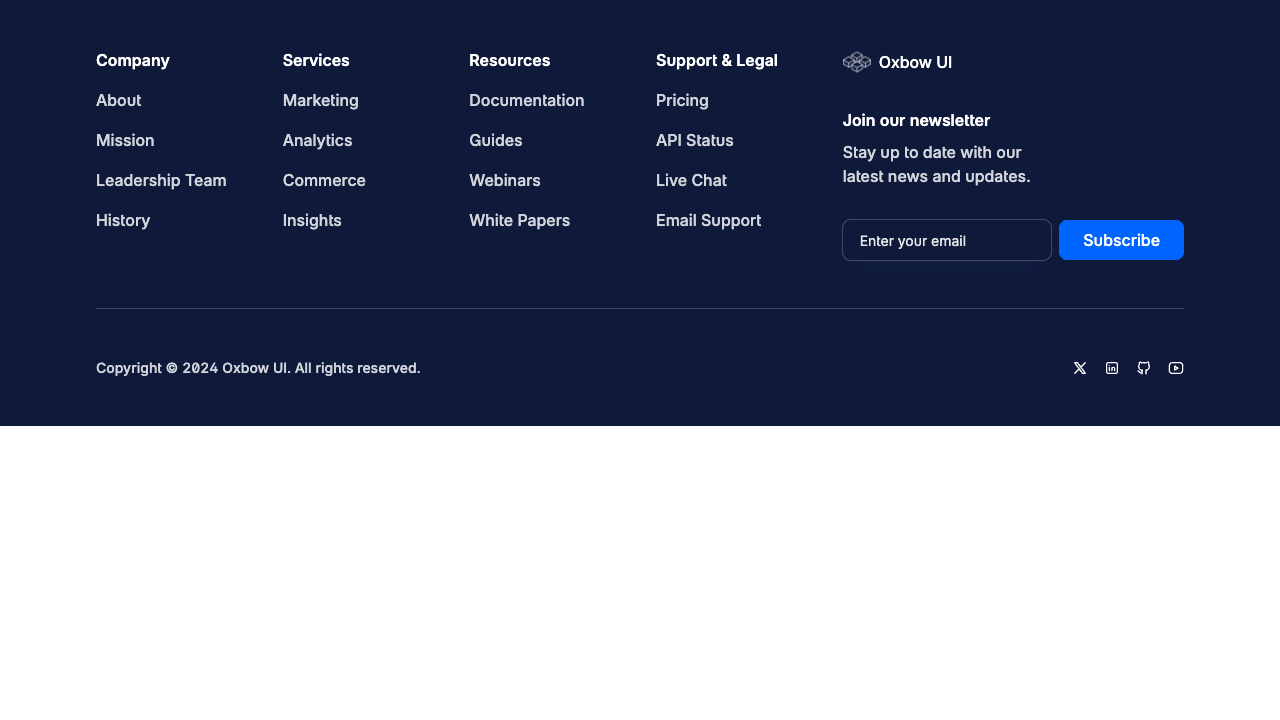 Company
About
Mission
Leadership Team
History
Services
Marketing
Analytics
Commerce
Insights
Resources
Documentation
Guides
Webinars
White Papers
Support & Legal
Pricing
API Status
Live Chat
Email Support
Oxbow UI
Join our newsletter
Stay up to date with our
latest news and updates.
Enter your email
Subscribe
Copyright © 2024 Oxbow UI. All rights reserved.